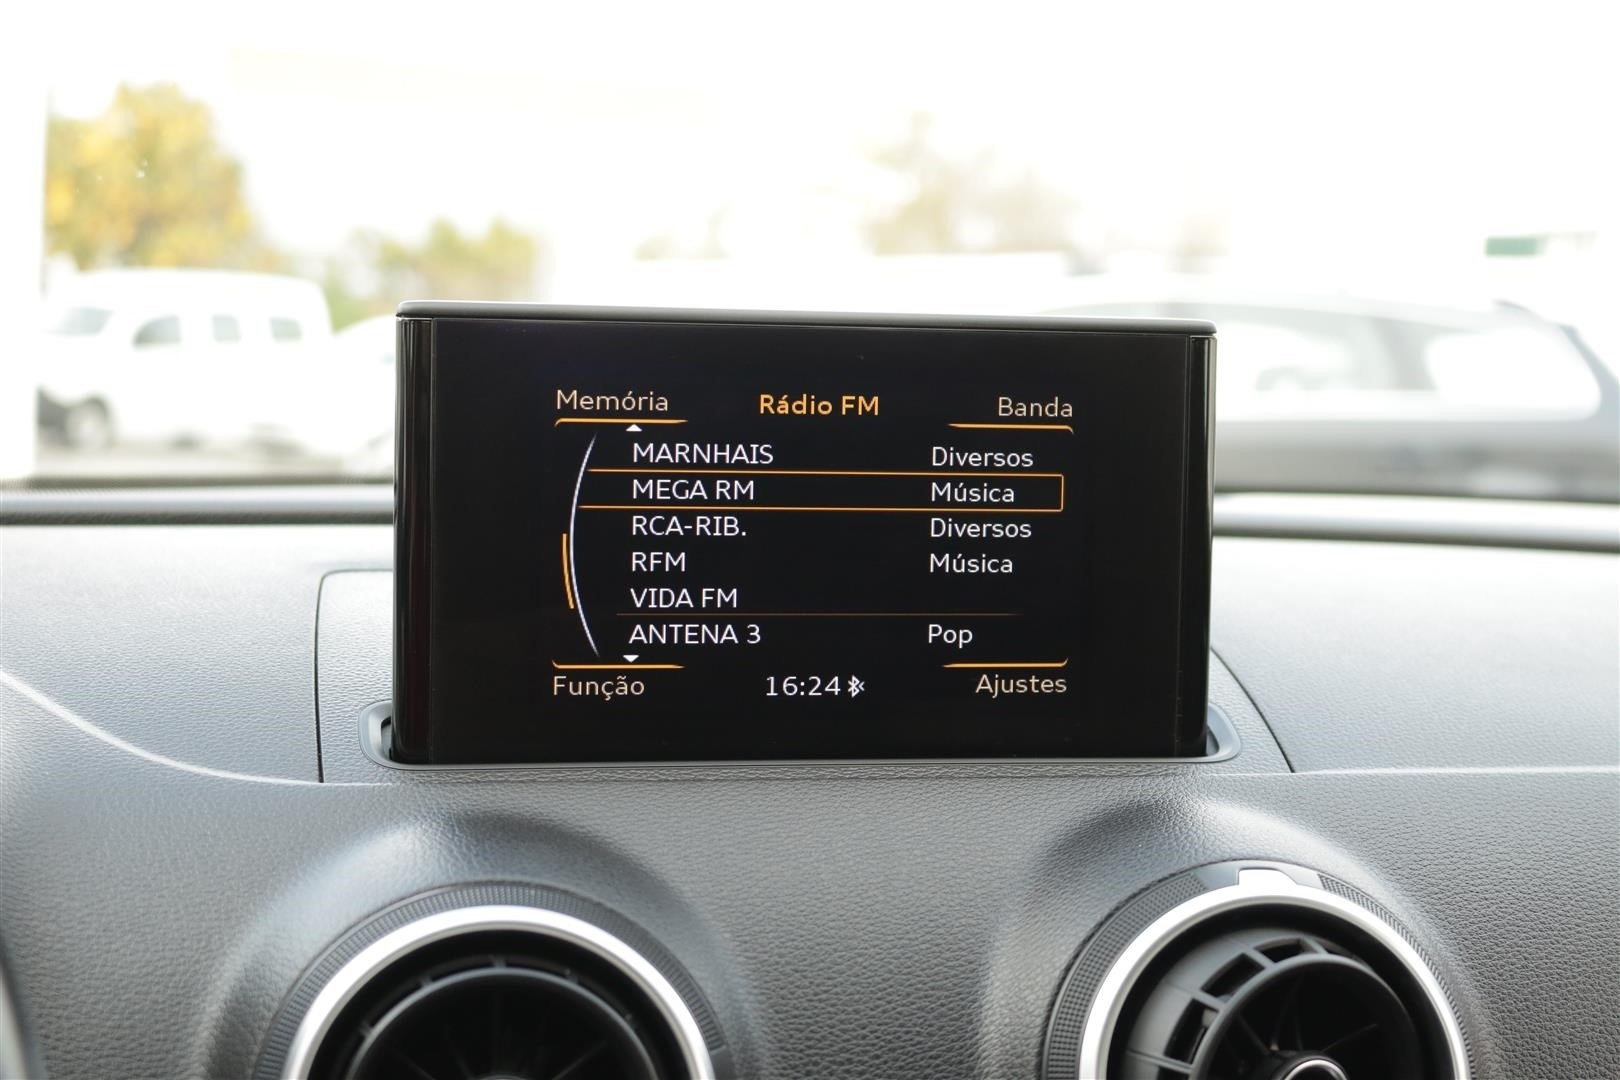 Memória Rádio FM Banda
MARNHAIS Diversos
MEGA RM Música
RCA-RIB. Diversos
RFM Música
VIDA FM
ANTENA 3 Pop
Função 16:24 Ajustes